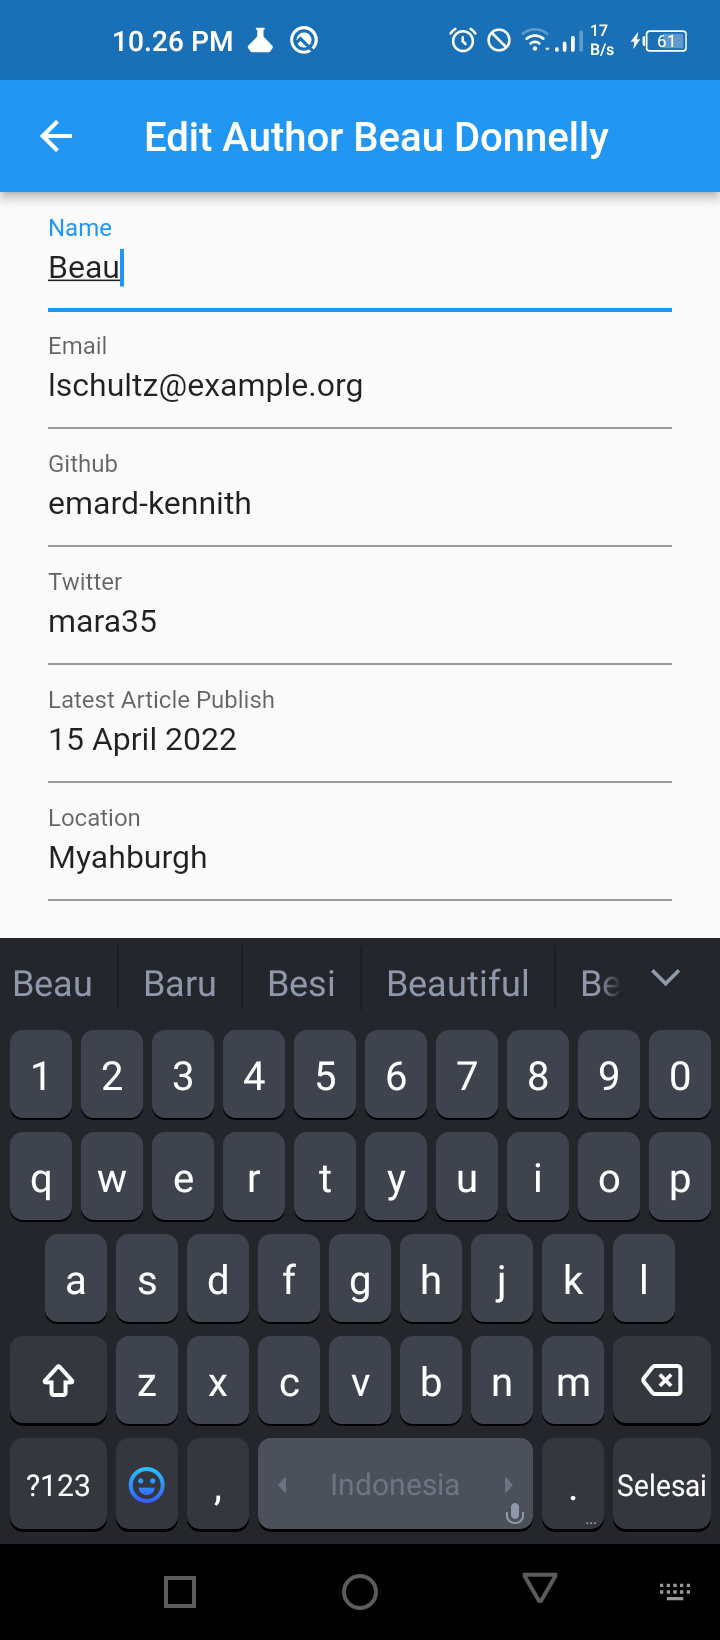 10.26 PM 17 B/s 61
Edit Author Beau Donnelly
Name
Beau
Email
lschultz@example.org
Github
emard-kennith
Twitter
mara35
Latest Article Publish
15 April 2022
Location
Myahburgh
Beau Baru Besi Beautiful Be
1 2 3 4 5 6 7 8 9 0
q w e r t y u i o p
a s d f g h j k l
z x c v b n m
?123 , Indonesia . Selesai